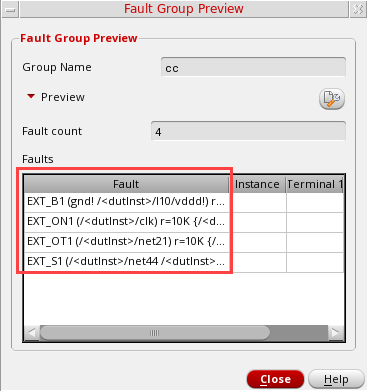 Fault Group Preview
Fault Group Preview
Group Name cc
Preview
Fault count 4
Faults
Fault Instance Terminal 1
EXT_B1 (gnd! /<dutInst>/I10/vddd!) r...
EXT_ON1 (/<dutInst>/clk) r=10K {/<d...
EXT_OT1 (/<dutInst>/net21) r=10K {/...
EXT_S1 (/<dutInst>/net44 /<dutInst>...
Close Help